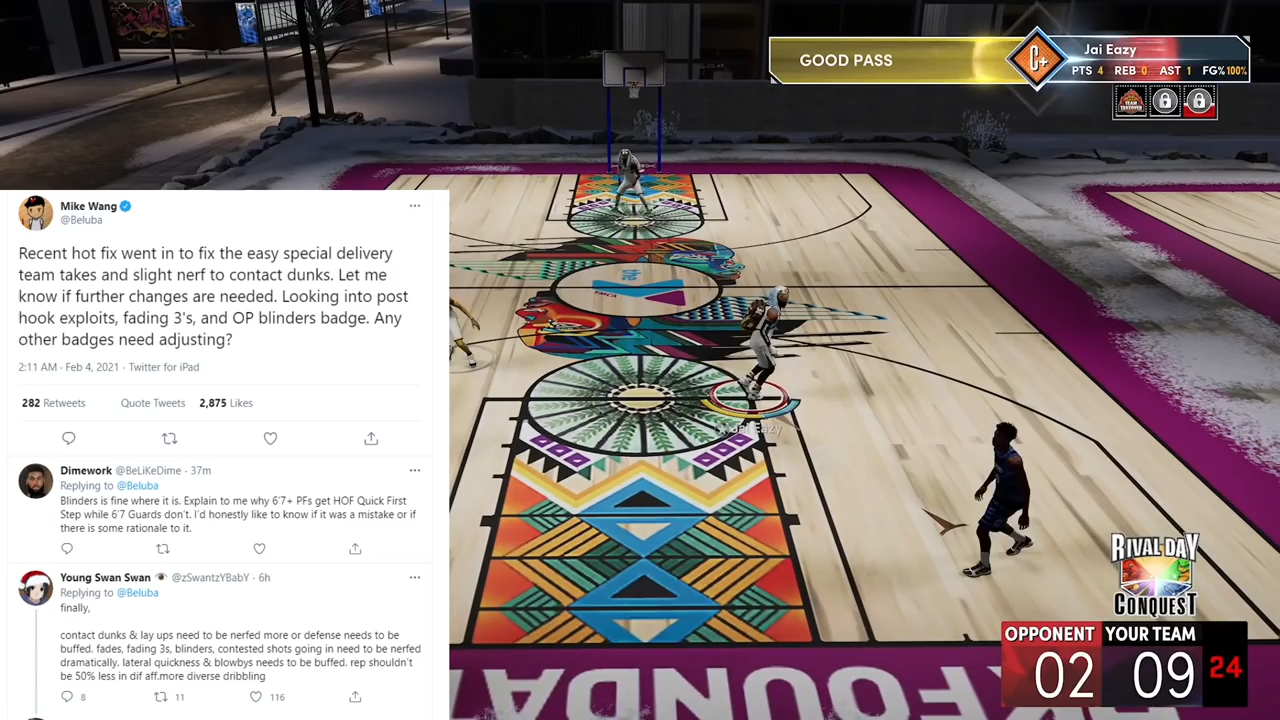 GOOD PASS
C+
Jai Eazy
PTS 4 REB 0 AST 1 FG% 100%
Mike Wang
@Beluba
Recent hot fix went in to fix the easy special delivery
team takes and slight nerf to contact dunks. Let me
know if further changes are needed. Looking into post
hook exploits, fading 3's, and OP blinders badge. Any
other badges need adjusting?
2:11 AM · Feb 4, 2021 · Twitter for iPad
282 Retweets Quote Tweets 2,875 Likes
Dimework @BeLiKeDime · 37m
Replying to @Beluba
Blinders is fine where it is. Explain to me why 6'7+ PFs get HOF Quick First
Step while 6'7 Guards don't. I'd honestly like to know if it was a mistake or if
there is some rationale to it.
Young Swan Swan 👁 @zSwantzYBabY · 6h
Replying to @Beluba
finally,
contact dunks & lay ups need to be nerfed more or defense needs to be
buffed. fades, fading 3s, blinders, contested shots going in need to be nerfed
dramatically. lateral quickness & blowbys needs to be buffed. rep shouldn't
be 50% less in dif aff.more diverse dribbling
8 11 116
Jai Eazy
RIVAL DAY
CONQUEST
OPPONENT YOUR TEAM
02 09 24
FOUNDAT